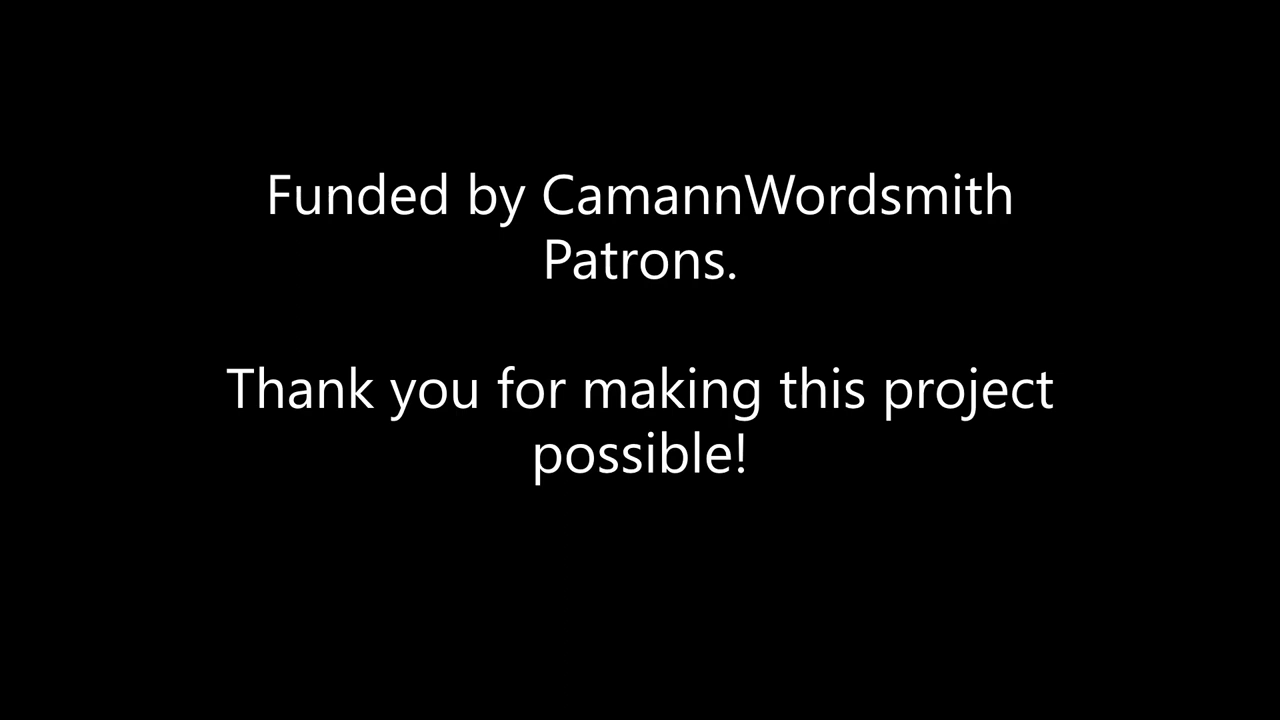 Funded by CamannWordsmith
Patrons.
Thank you for making this project
possible!